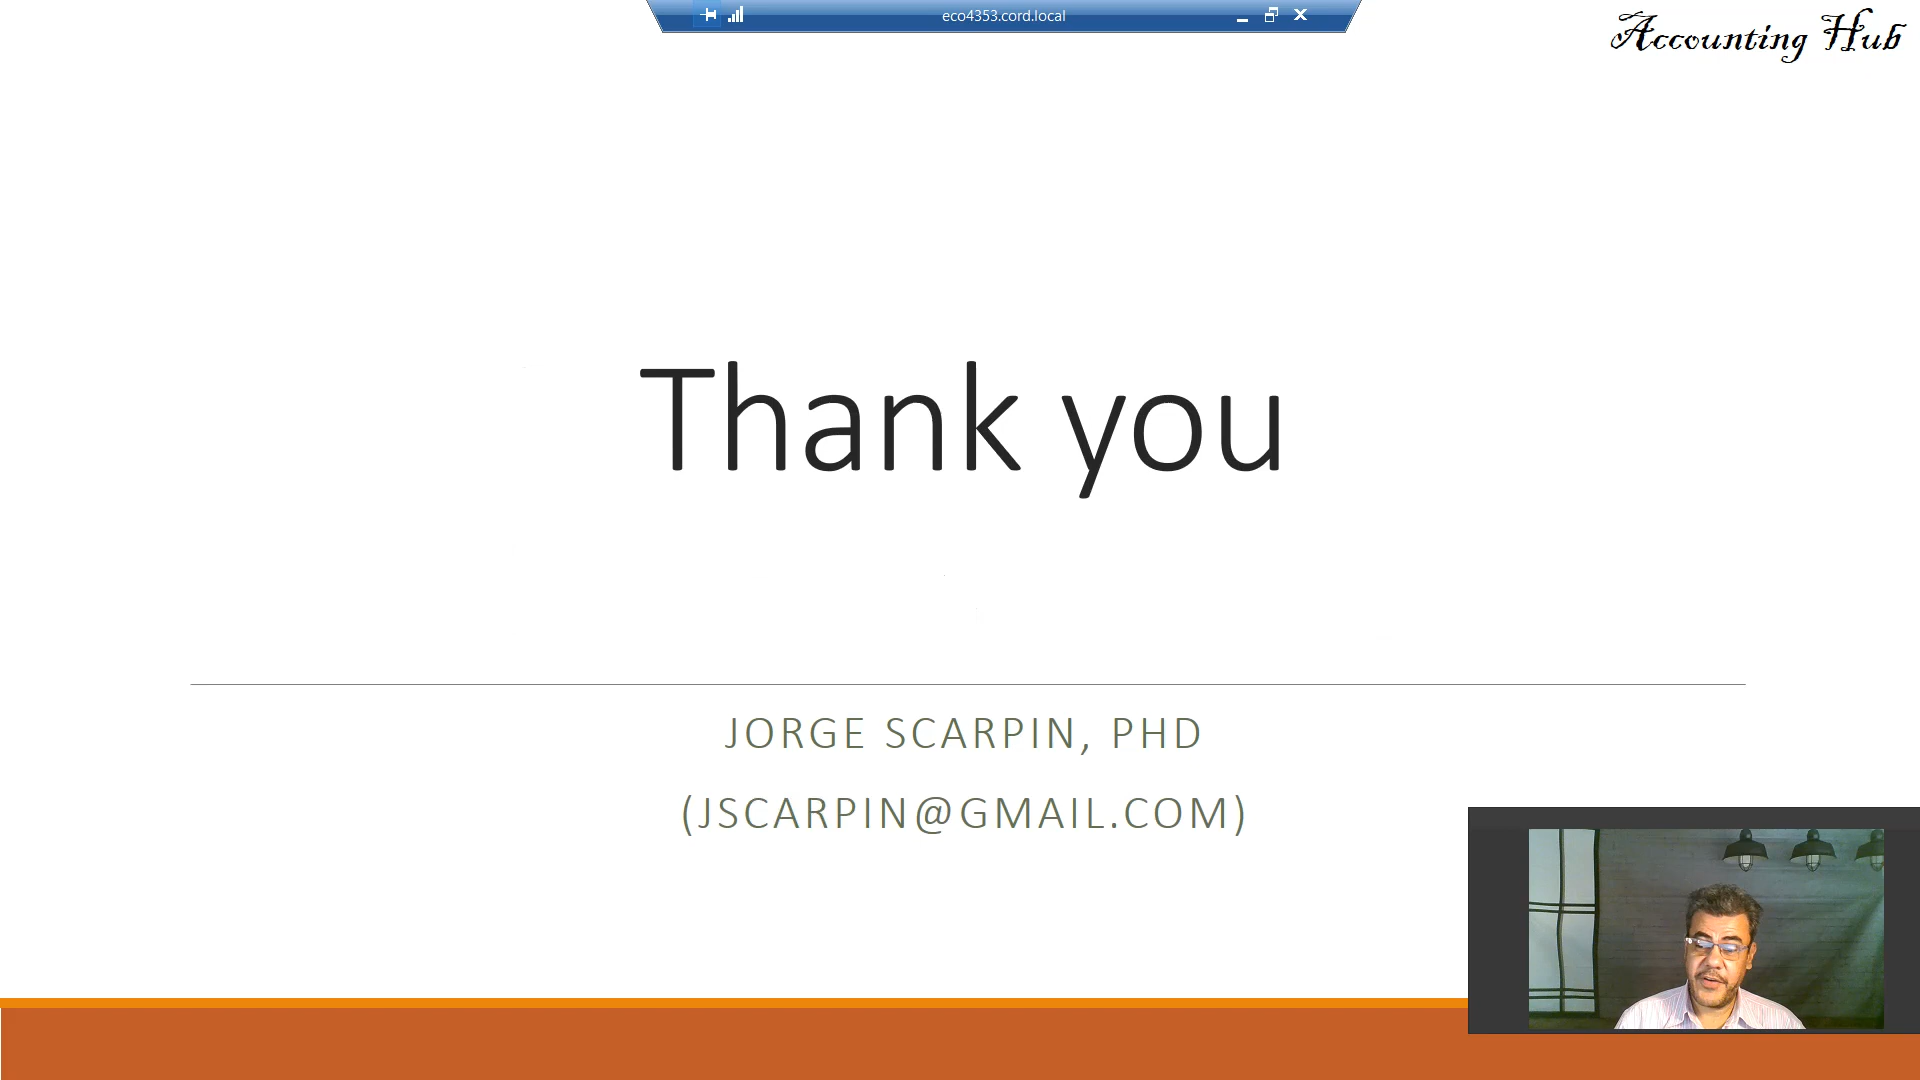 eco4353.cord.local
Accounting Hub
Thank you
JORGE SCARPIN, PHD
(JSCARPIN@GMAIL.COM)